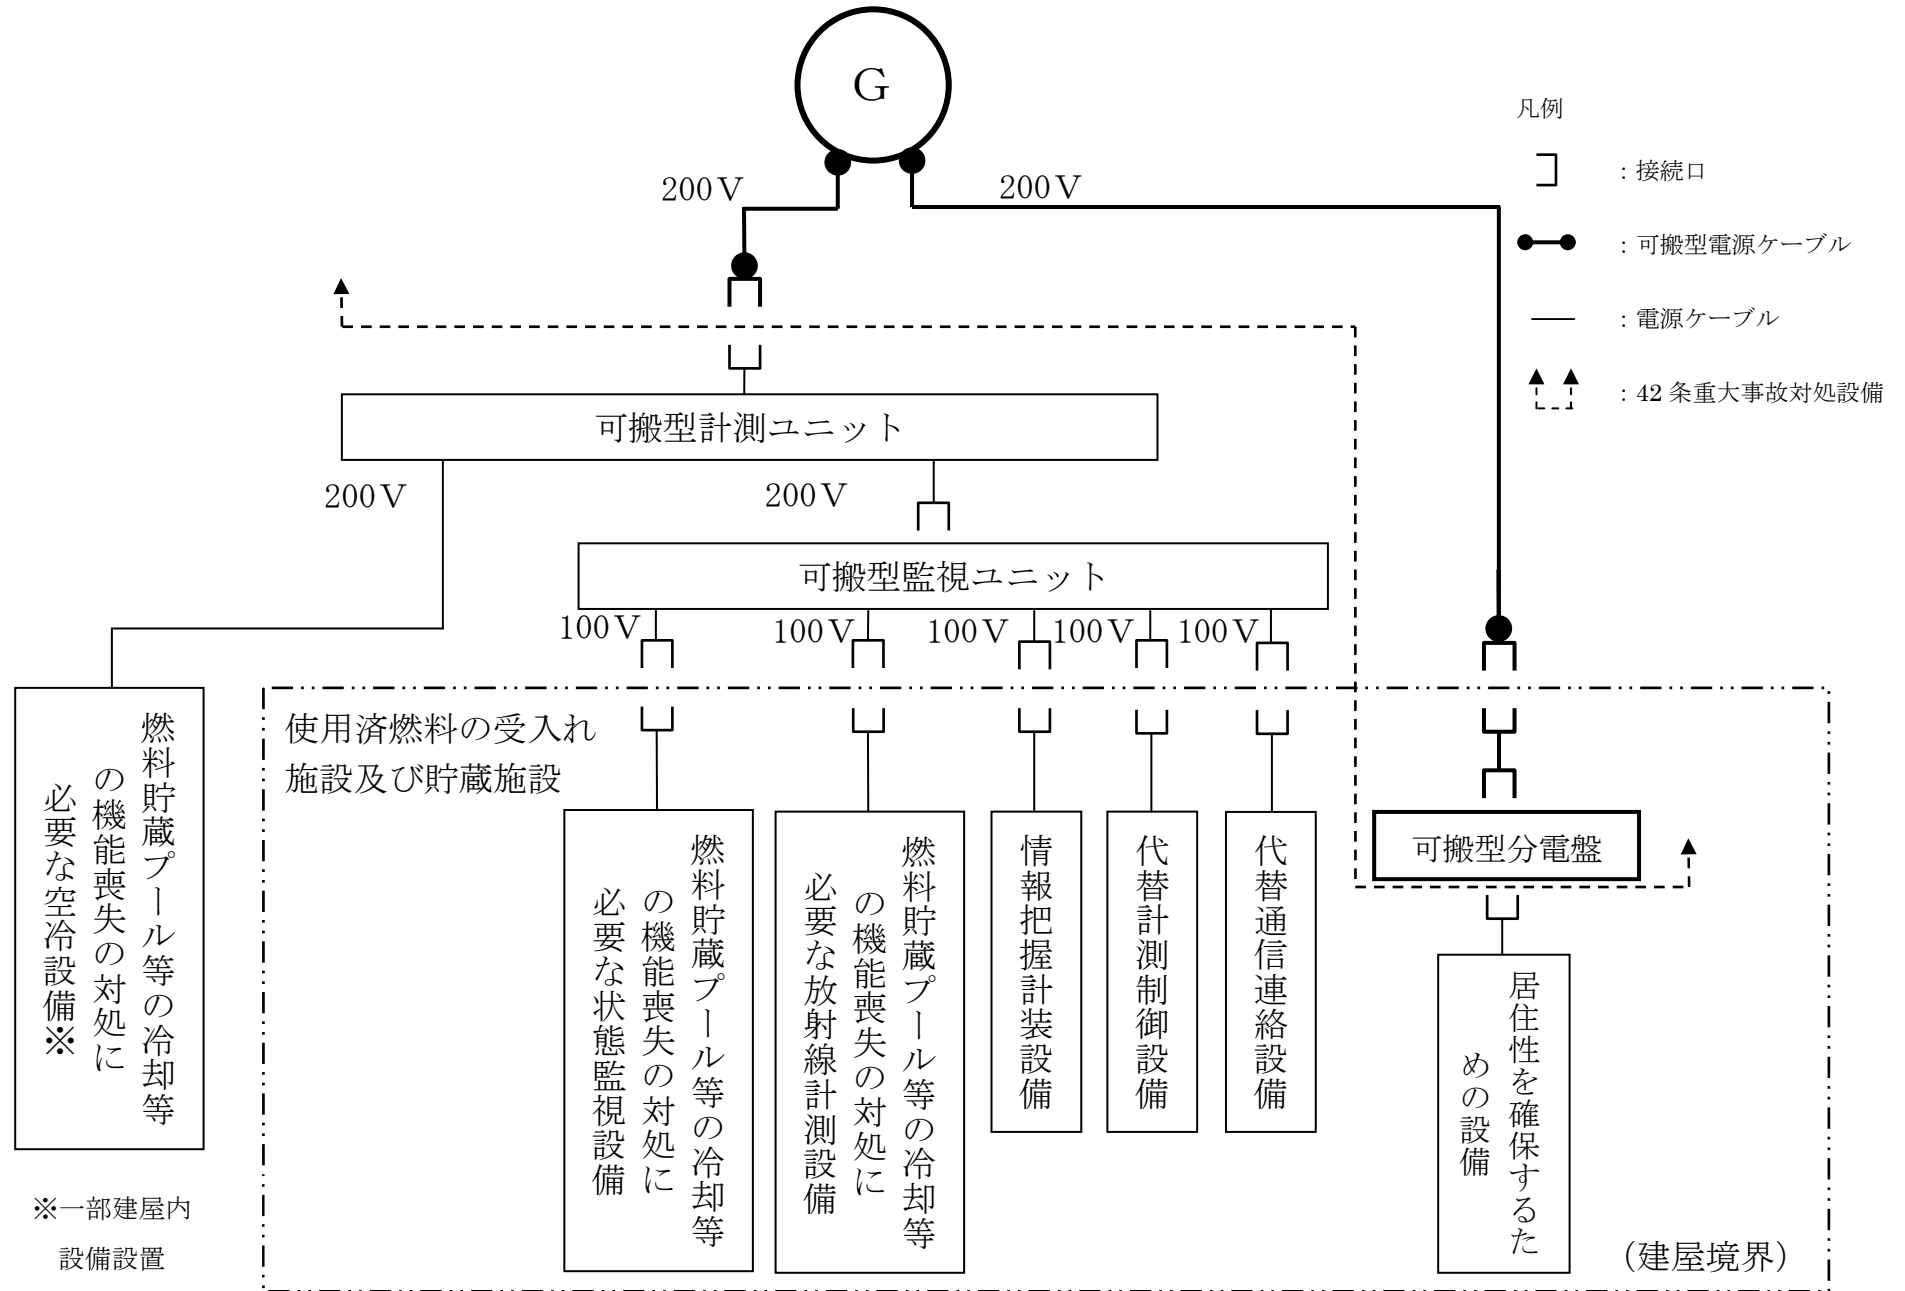 G
200V
200V
凡例
：接続口
：可搬型電源ケーブル
：電源ケーブル
：42 条重大事故対処設備
可搬型計測ユニット
200V
200V
可搬型監視ユニット
100V
100V
100V
100V
100V
使用済燃料の受入れ
施設及び貯蔵施設
燃料貯蔵プール等の冷却等
の機能喪失の対処に
必要な空冷設備※
燃料貯蔵プール等の冷却等
の機能喪失の対処に
必要な状態監視設備
燃料貯蔵プール等の冷却等
の機能喪失の対処に
必要な放射線計測設備
情報把握計装設備
代替計測制御設備
代替通信連絡設備
可搬型分電盤
居住性を確保するた
めの設備
※一部建屋内
設備設置
（建屋境界）